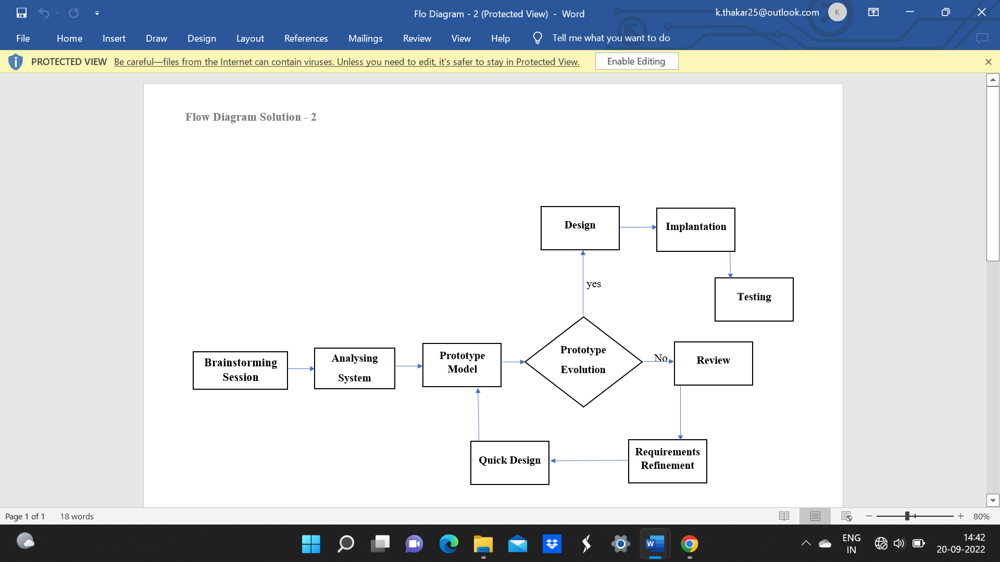 Flo Diagram - 2 (Protected View) - Word
k.thakar25@outlook.com
K
File Home Insert Draw Design Layout References Mailings Review View Help Tell me what you want to do
PROTECTED VIEW Be careful—files from the Internet can contain viruses. Unless you need to edit, it's safer to stay in Protected View. Enable Editing
Flow Diagram Solution - 2
Design
Implantation
yes
Testing
Brainstorming
Session
Analysing
System
Prototype
Model
Prototype
Evolution
No
Review
Quick Design
Requirements
Refinement
Page 1 of 1 18 words
80%
W
ENG
IN
14:42
20-09-2022